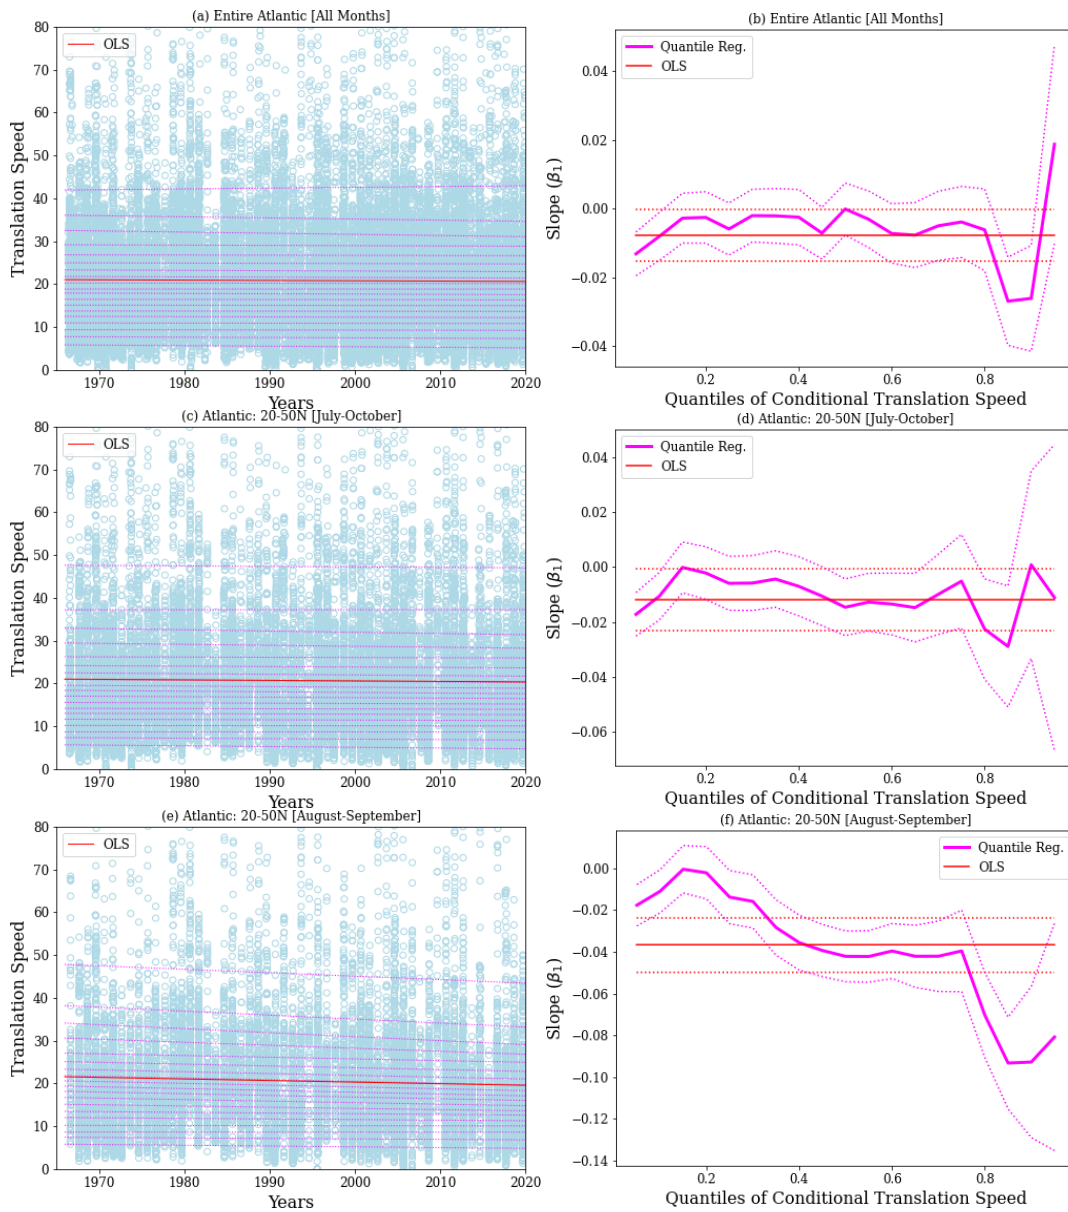 (a) Entire Atlantic [All Months]
OLS
Translation Speed
80
70
60
50
40
30
20
10
0
1970
1980
1990
2000
2010
2020
Years
(b) Entire Atlantic [All Months]
Quantile Reg.
OLS
Slope (β₁)
0.04
0.02
0.00
−0.02
−0.04
0.2
0.4
0.6
0.8
Quantiles of Conditional Translation Speed
(c) Atlantic: 20-50N [July-October]
OLS
Translation Speed
80
70
60
50
40
30
20
10
0
1970
1980
1990
2000
2010
2020
Years
(d) Atlantic: 20-50N [July-October]
Quantile Reg.
OLS
Slope (β₁)
0.04
0.02
0.00
−0.02
−0.04
−0.06
0.2
0.4
0.6
0.8
Quantiles of Conditional Translation Speed
(e) Atlantic: 20-50N [August-September]
OLS
Translation Speed
80
70
60
50
40
30
20
10
0
1970
1980
1990
2000
2010
2020
Years
(f) Atlantic: 20-50N [August-September]
Quantile Reg.
OLS
Slope (β₁)
0.00
−0.02
−0.04
−0.06
−0.08
−0.10
−0.12
−0.14
0.2
0.4
0.6
0.8
Quantiles of Conditional Translation Speed